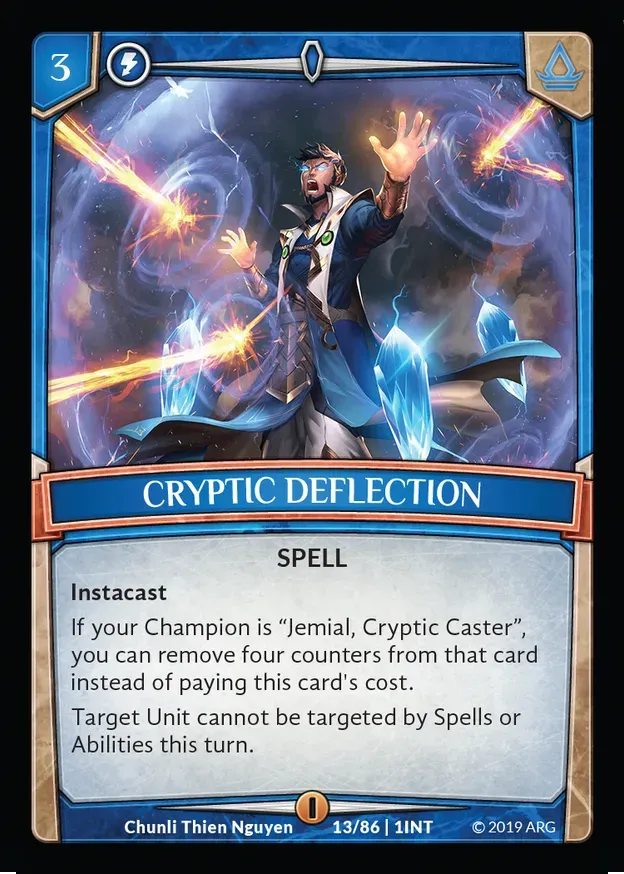 3
CRYPTIC DEFLECTION
SPELL
Instacast
If your Champion is “Jemial, Cryptic Caster”,
you can remove four counters from that card
instead of paying this card's cost.
Target Unit cannot be targeted by Spells or
Abilities this turn.
I
Chunli Thien Nguyen 13/86 | 1INT © 2019 ARG